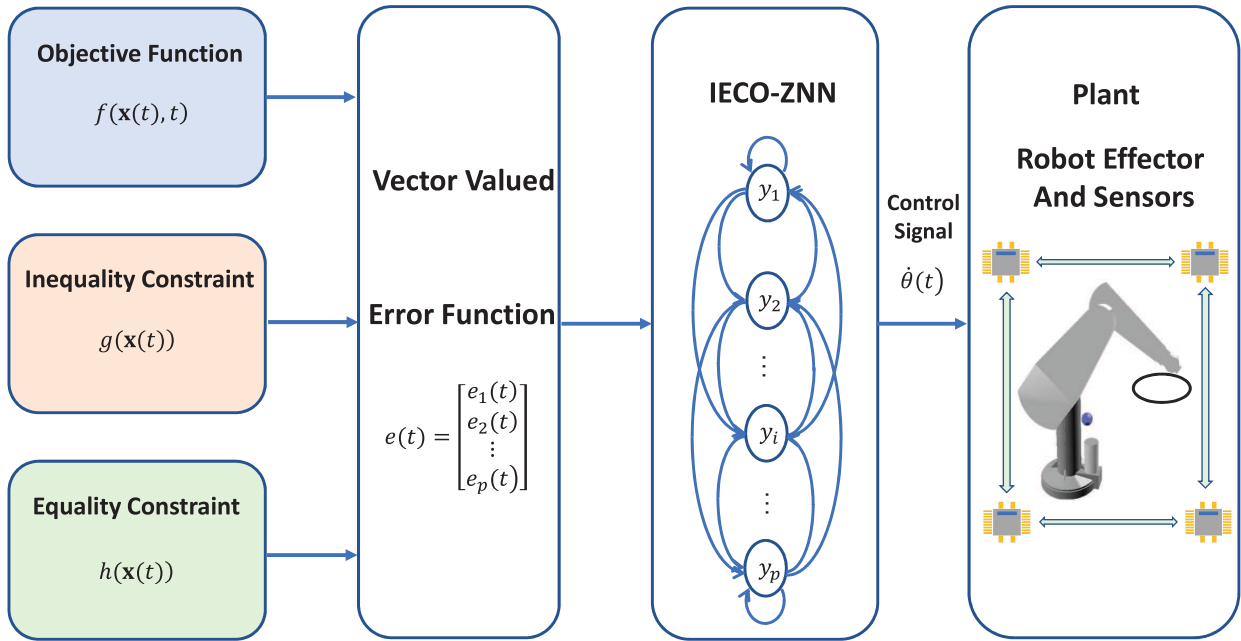 Objective Function
f(𝐱(t), t)
Inequality Constraint
g(𝐱(t))
Equality Constraint
h(𝐱(t))
Vector Valued
Error Function
e(t) = [e₁(t)
e₂(t)
⋮
eₚ(t)]
IECO-ZNN
y₁
y₂
⋮
yᵢ
⋮
yₚ
Control
Signal
θ̇(t)
Plant
Robot Effector
And Sensors